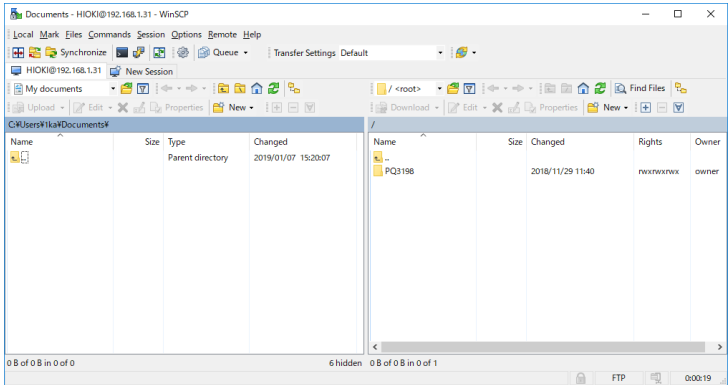 Documents - HIOKI@192.168.1.31 - WinSCP
Local Mark Files Commands Session Options Remote Help
Synchronize Queue Transfer Settings Default
HIOKI@192.168.1.31 New Session
My documents / <root> Find Files
Upload Edit Properties New Download Edit Properties New
C:¥Users¥1ka¥Documents¥ /
Name Size Type Changed Name Size Changed Rights Owner
.. Parent directory 2019/01/07 15:20:07 ..
PQ3198 2018/11/29 11:40 rwxrwxrwx owner
0 B of 0 B in 0 of 0 6 hidden 0 B of 0 B in 0 of 1
FTP 0:00:19